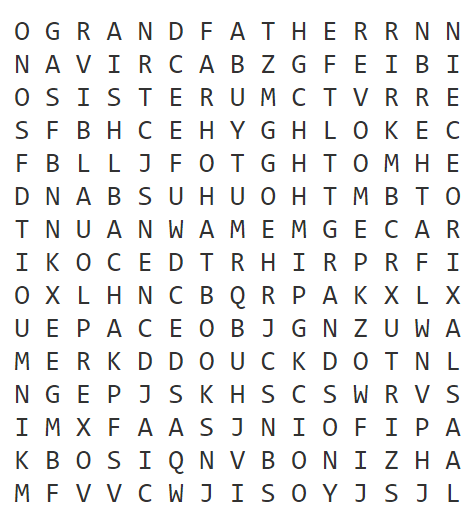 O G R A N D F A T H E R R N N
N A V I R C A B Z G F E I B I
O S I S T E R U M C T V R R E
S F B H C E H Y G H L O K E C
F B L L J F O T G H T O M H E
D N A B S U H U O H T M B T O
T N U A N W A M E M G E C A R
I K O C E D T R H I R P R F I
O X L H N C B Q R P A K X L X
U E P A C E O B J G N Z U W A
M E R K D D O U C K D O T N L
N G E P J S K H S C S W R V S
I M X F A A S J N I O F I P A
K B O S I Q N V B O N I Z H A
M F V V C W J I S O Y J S J L